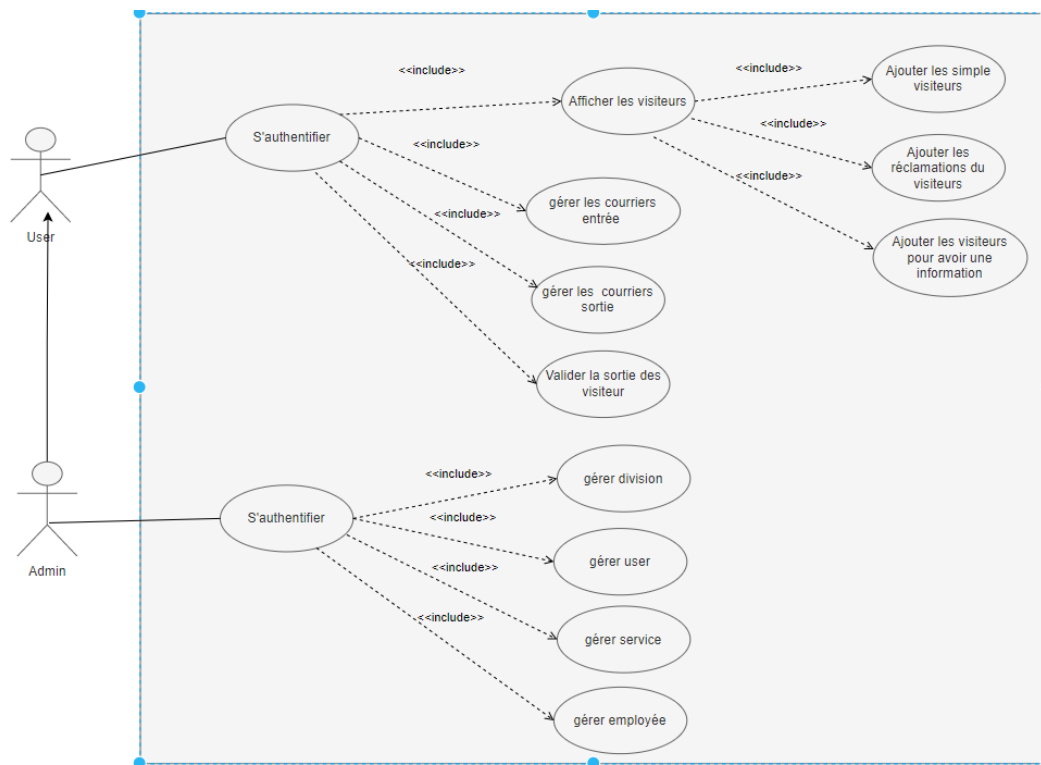 <<include>>
<<include>>
Ajouter les simple
visiteurs
Afficher les visiteurs
<<include>>
S'authentifier
<<include>>
Ajouter les
réclamations du
visiteurs
<<include>>
gérer les courriers
entrée
<<include>>
User
Ajouter les visiteurs
pour avoir une
information
<<include>>
gérer les  courriers
sortie
Valider la sortie des
visiteur
<<include>>
gérer division
S'authentifier
<<include>>
gérer user
Admin
<<include>>
<<include>>
gérer service
gérer employée